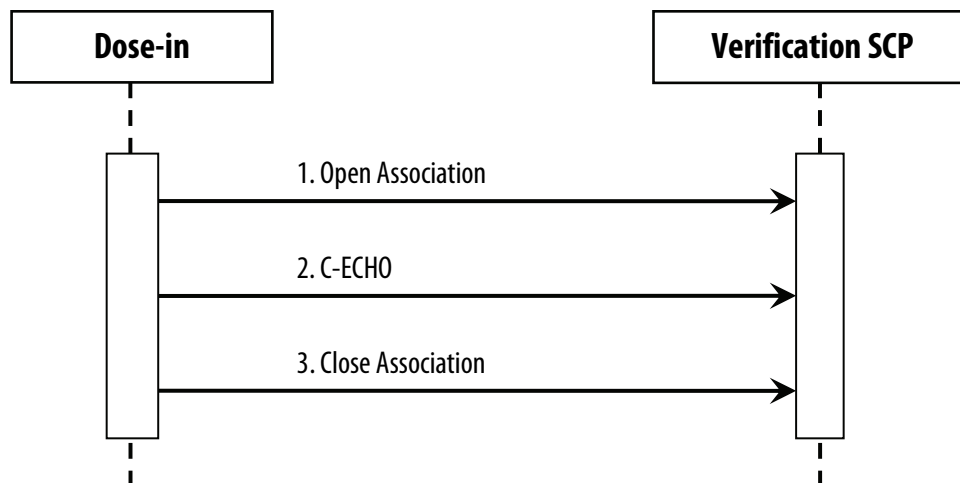 Dose-in
Verification SCP
1. Open Association
2. C-ECHO
3. Close Association